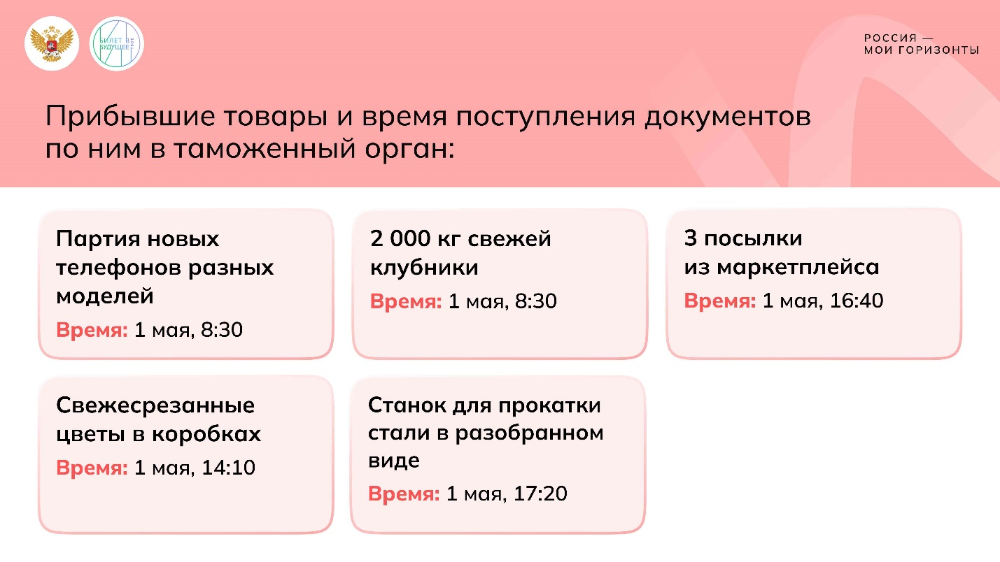 БИЛЕТ В
БУДУЩЕЕ
РОССИЯ —
МОИ ГОРИЗОНТЫ
Прибывшие товары и время поступления документов
по ним в таможенный орган:
Партия новых
телефонов разных
моделей
Время: 1 мая, 8:30
2 000 кг свежей
клубники
Время: 1 мая, 8:30
3 посылки
из маркетплейса
Время: 1 мая, 16:40
Свежесрезанные
цветы в коробках
Время: 1 мая, 14:10
Станок для прокатки
стали в разобранном
виде
Время: 1 мая, 17:20